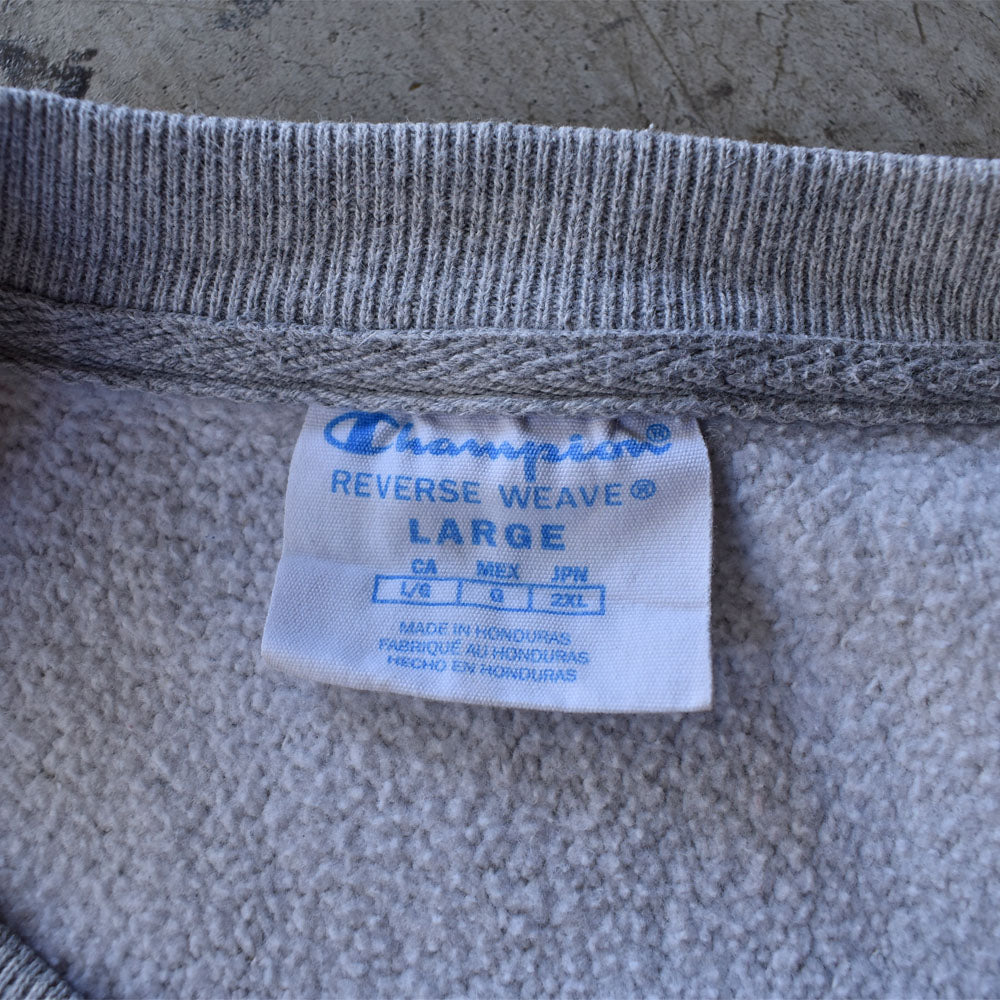 Champion®
REVERSE WEAVE®
LARGE
CA MEX JPN
L/G G 2XL
MADE IN HONDURAS
FABRIQUÉ AU HONDURAS
HECHO EN HONDURAS